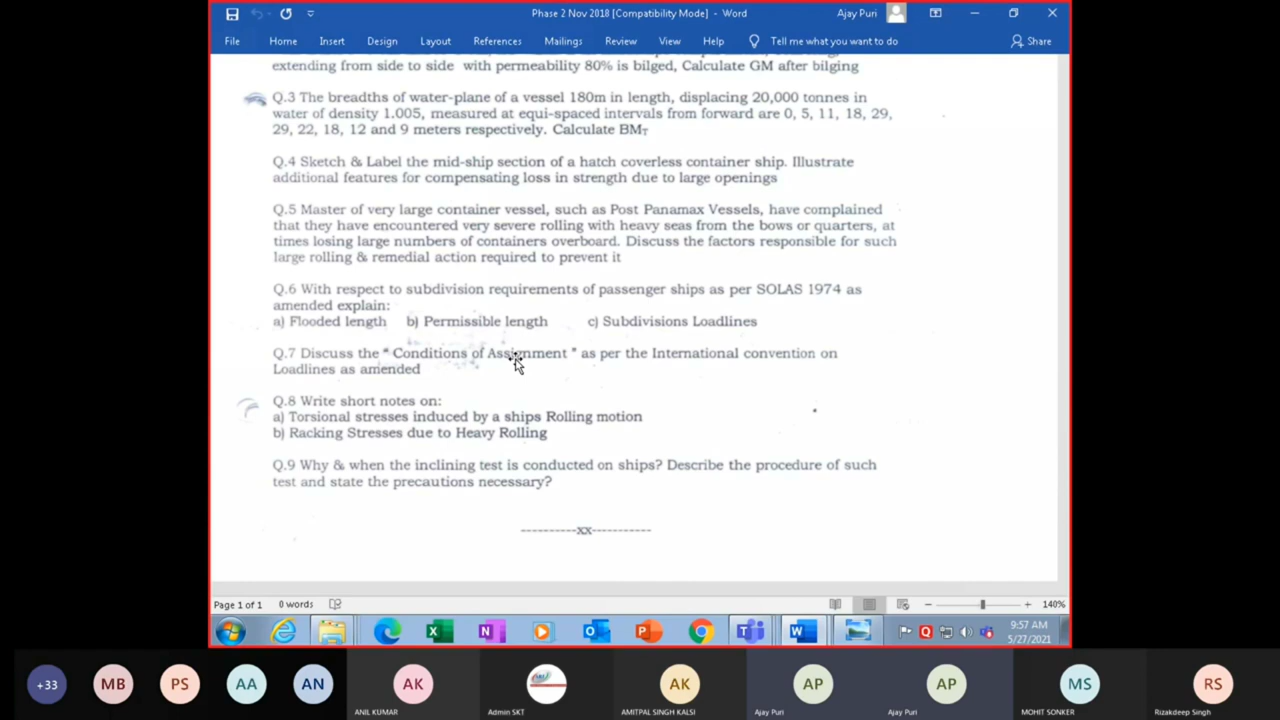 Phase 2 Nov 2018 [Compatibility Mode] - Word
Ajay Puri
File Home Insert Design Layout References Mailings Review View Help Tell me what you want to do Share
extending from side to side with permeability 80% is bilged, Calculate GM after bilging
Q.3 The breadths of water-plane of a vessel 180m in length, displacing 20,000 tonnes in
water of density 1.005, measured at equi-spaced intervals from forward are 0, 5, 11, 18, 29,
29, 22, 18, 12 and 9 meters respectively. Calculate BMT
Q.4 Sketch & Label the mid-ship section of a hatch coverless container ship. Illustrate
additional features for compensating loss in strength due to large openings
Q.5 Master of very large container vessel, such as Post Panamax Vessels, have complained
that they have encountered very severe rolling with heavy seas from the bows or quarters, at
times losing large numbers of containers overboard. Discuss the factors responsible for such
large rolling & remedial action required to prevent it
Q.6 With respect to subdivision requirements of passenger ships as per SOLAS 1974 as
amended explain:
a) Flooded length b) Permissible length c) Subdivisions Loadlines
Q.7 Discuss the " Conditions of Assignment " as per the International convention on
Loadlines as amended
Q.8 Write short notes on:
a) Torsional stresses induced by a ships Rolling motion
b) Racking Stresses due to Heavy Rolling
Q.9 Why & when the inclining test is conducted on ships? Describe the procedure of such
test and state the precautions necessary?
-----------xx-----------
Page 1 of 1 0 words 140%
9:57 AM
5/27/2021
+33 MB PS AA AN AK AK AP AP MS RS
ANIL KUMAR Admin SKT AMITPAL SINGH KALSI Ajay Puri Ajay Puri MOHIT SONKER Rizakdeep Singh